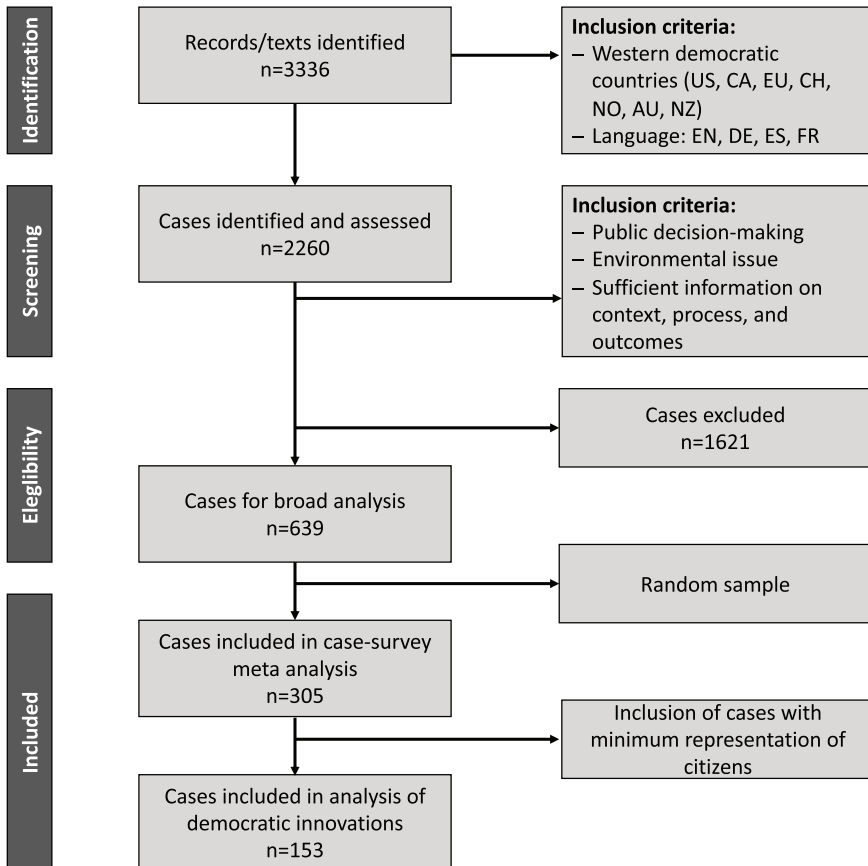 Identification
Records/texts identified
n=3336
Inclusion criteria:
– Western democratic
countries (US, CA, EU, CH,
NO, AU, NZ)
– Language: EN, DE, ES, FR
Screening
Cases identified and assessed
n=2260
Inclusion criteria:
– Public decision-making
– Environmental issue
– Sufficient information on
context, process, and
outcomes
Eleglibility
Cases excluded
n=1621
Cases for broad analysis
n=639
Random sample
Included
Cases included in case-survey
meta analysis
n=305
Inclusion of cases with
minimum representation of
citizens
Cases included in analysis of
democratic innovations
n=153